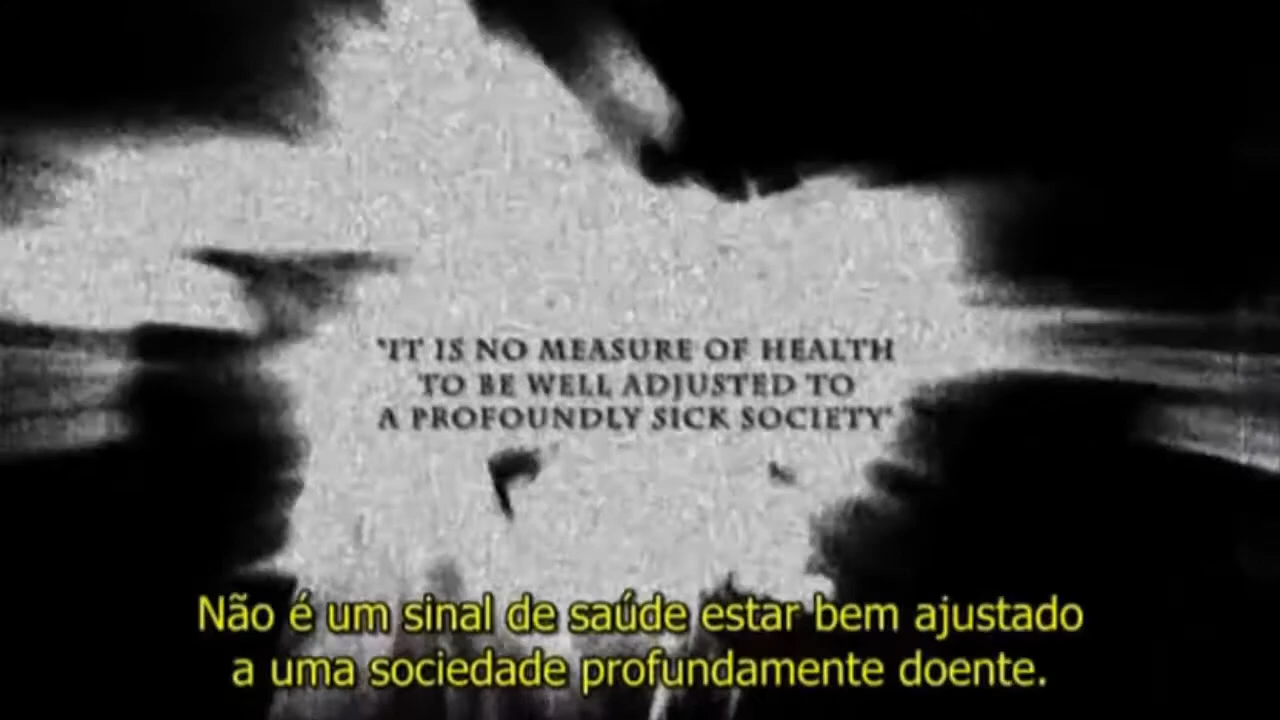 "IT IS NO MEASURE OF HEALTH
TO BE WELL ADJUSTED TO
A PROFOUNDLY SICK SOCIETY"
Não é um sinal de saúde estar bem ajustado
a uma sociedade profundamente doente.